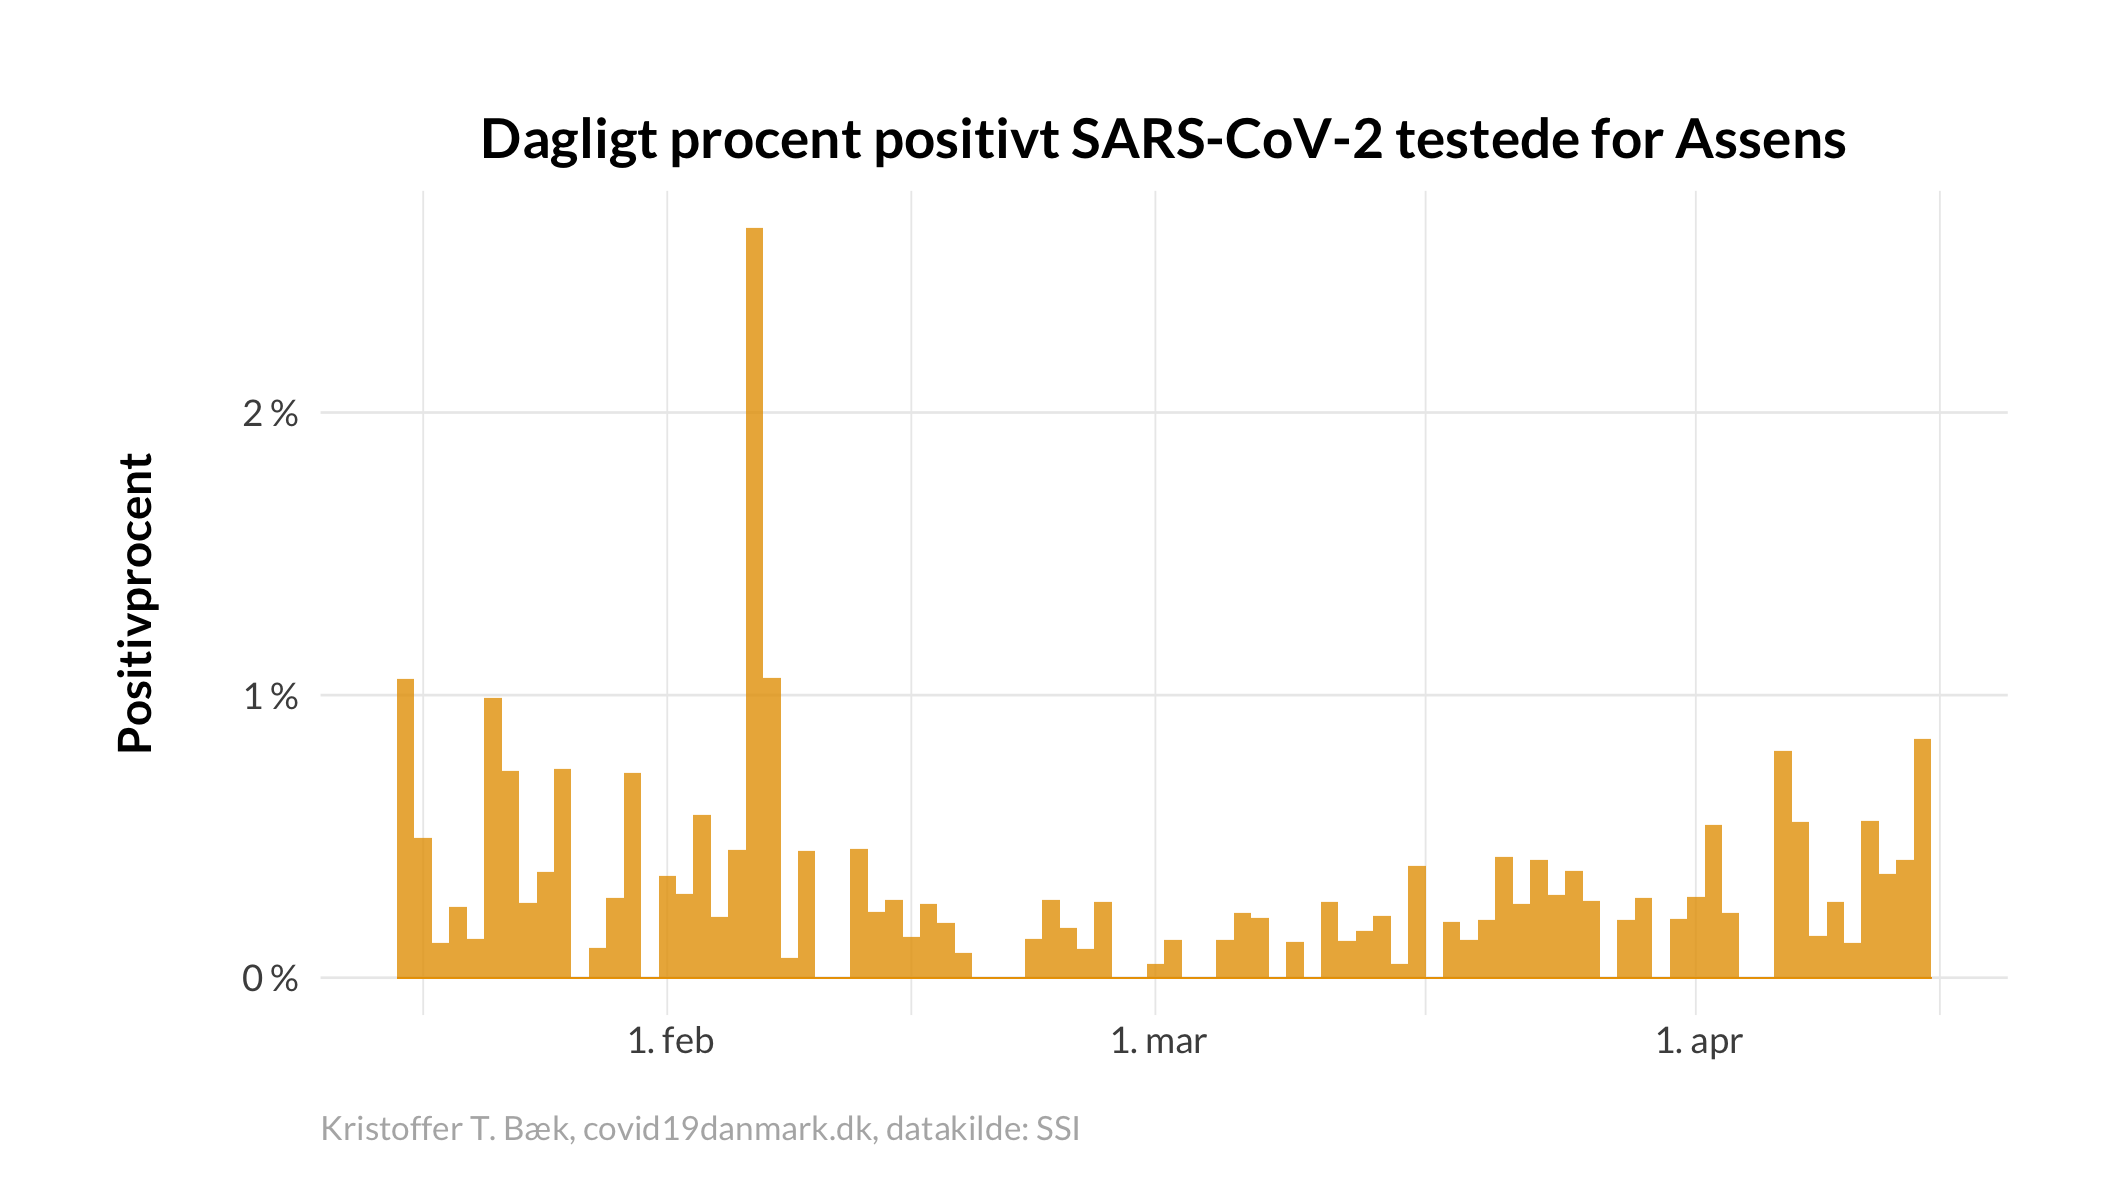 Dagligt procent positivt SARS-CoV-2 testede for Assens
Positivprocent
2 %
1 %
0 %
1. feb
1. mar
1. apr
Kristoffer T. Bæk, covid19danmark.dk, datakilde: SSI